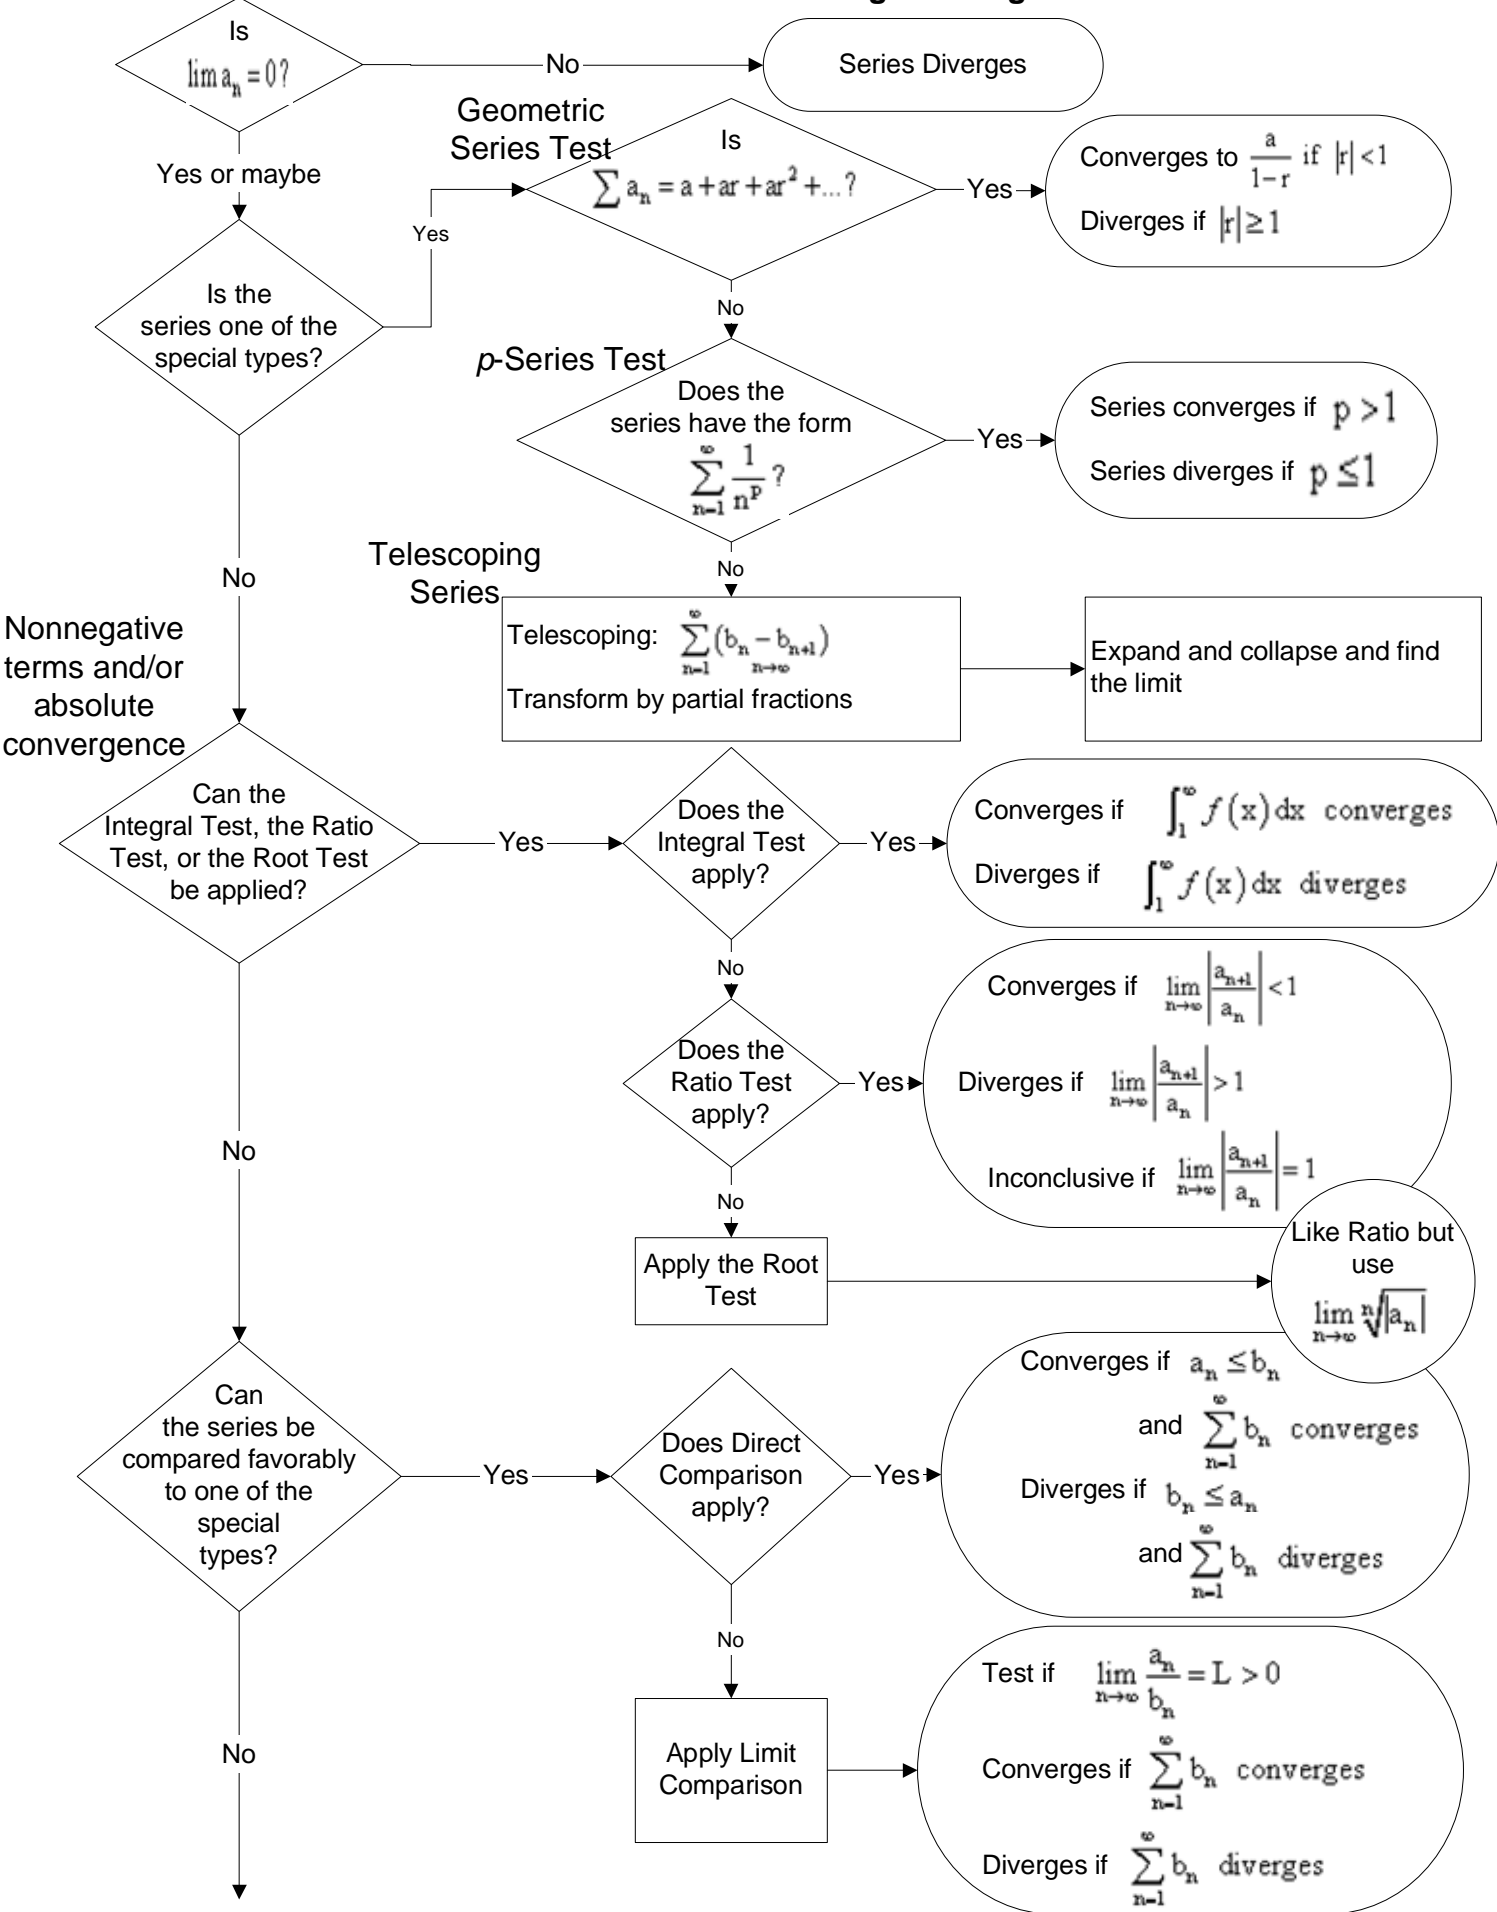 Is
lim aₙ = 0?
No
Series Diverges
Yes or maybe
Geometric
Series Test
Is
∑ aₙ = a + ar + ar² + ...?
Yes
Converges to a/(1−r) if |r| < 1
Diverges if |r| ≥ 1
Yes
Is the
series one of the
special types?
No
p-Series Test
Does the
series have the form
∑_{n=1}^{∞} 1/n^p ?
Yes
Series converges if p > 1
Series diverges if p ≤ 1
No
Telescoping
Series
No
Telescoping: ∑_{n=1}^{∞} (bₙ − bₙ₊₁)
n→∞
Transform by partial fractions
Expand and collapse and find
the limit
Nonnegative
terms and/or
absolute
convergence
Can the
Integral Test, the Ratio
Test, or the Root Test
be applied?
Yes
Does the
Integral Test
apply?
Yes
Converges if ∫₁^∞ f(x) dx converges
Diverges if ∫₁^∞ f(x) dx diverges
No
Does the
Ratio Test
apply?
Yes
Converges if lim_{n→∞} |aₙ₊₁/aₙ| < 1
Diverges if lim_{n→∞} |aₙ₊₁/aₙ| > 1
Inconclusive if lim_{n→∞} |aₙ₊₁/aₙ| = 1
No
No
Apply the Root
Test
Like Ratio but
use
lim_{n→∞} ⁿ√|aₙ|
Can
the series be
compared favorably
to one of the
special
types?
Yes
Does Direct
Comparison
apply?
Yes
Converges if aₙ ≤ bₙ
and ∑_{n=1}^{∞} bₙ converges
Diverges if bₙ ≤ aₙ
and ∑_{n=1}^{∞} bₙ diverges
No
No
Apply Limit
Comparison
Test if lim_{n→∞} aₙ/bₙ = L > 0
Converges if ∑_{n=1}^{∞} bₙ converges
Diverges if ∑_{n=1}^{∞} bₙ diverges